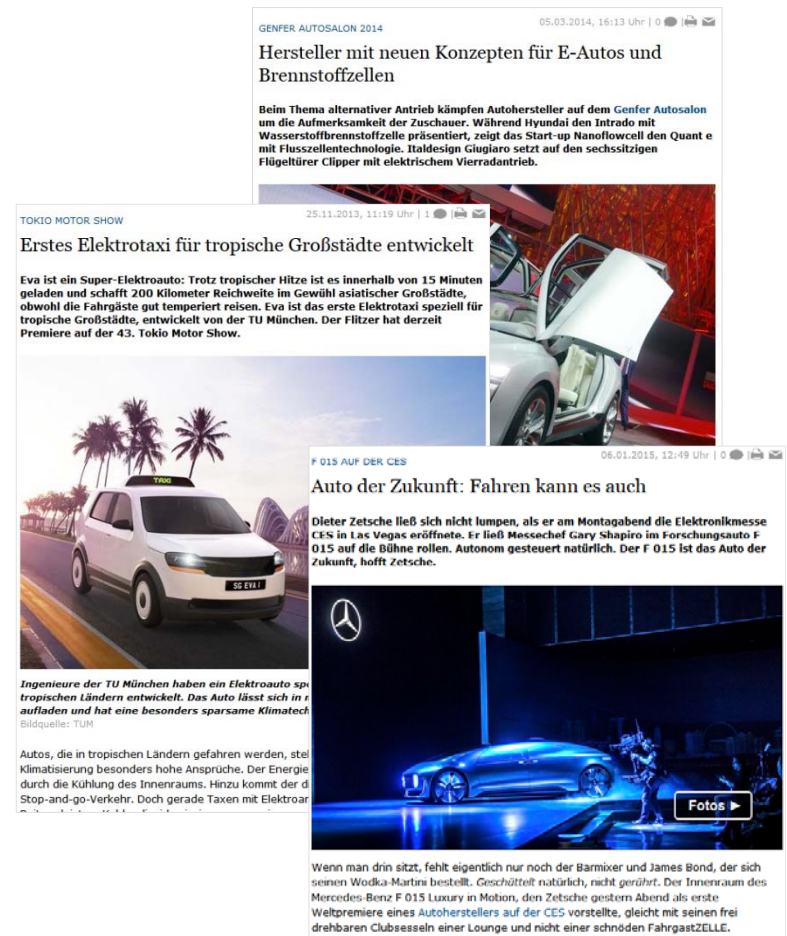 GENFER AUTOSALON 2014
05.03.2014, 16:13 Uhr | 0
Hersteller mit neuen Konzepten für E-Autos und
Brennstoffzellen
Beim Thema alternativer Antrieb kämpfen Autohersteller auf dem Genfer Autosalon
um die Aufmerksamkeit der Zuschauer. Während Hyundai den Intrado mit
Wasserstoffbrennstoffzelle präsentiert, zeigt das Start-up Nanoflowcell den Quant e
mit Flusszellentechnologie. Italdesign Giugiaro setzt auf den sechssitzigen
Flügeltürer Clipper mit elektrischem Vierradantrieb.
TOKIO MOTOR SHOW
25.11.2013, 11:19 Uhr | 1
Erstes Elektrotaxi für tropische Großstädte entwickelt
Eva ist ein Super-Elektroauto: Trotz tropischer Hitze ist es innerhalb von 15 Minuten
geladen und schafft 200 Kilometer Reichweite im Gewühl asiatischer Großstädte,
obwohl die Fahrgäste gut temperiert reisen. Eva ist das erste Elektrotaxi speziell für
tropische Großstädte, entwickelt von der TU München. Der Flitzer hat derzeit
Premiere auf der 43. Tokio Motor Show.
TAXI
SG EVA 1
Ingenieure der TU München haben ein Elektroauto spe
tropischen Ländern entwickelt. Das Auto lässt sich in
aufladen und hat eine besonders sparsame Klimatech
Bildquelle: TUM
Autos, die in tropischen Ländern gefahren werden, stel
Klimatisierung besonders hohe Ansprüche. Der Energie
durch die Kühlung des Innenraums. Hinzu kommt der di
Stop-and-go-Verkehr. Doch gerade Taxen mit Elektroan
F 015 AUF DER CES
06.01.2015, 12:49 Uhr | 0
Auto der Zukunft: Fahren kann es auch
Dieter Zetsche ließ sich nicht lumpen, als er am Montagabend die Elektronikmesse
CES in Las Vegas eröffnete. Er ließ Messechef Gary Shapiro im Forschungsauto F
015 auf die Bühne rollen. Autonom gesteuert natürlich. Der F 015 ist das Auto der
Zukunft, hofft Zetsche.
Fotos
Wenn man drin sitzt, fehlt eigentlich nur noch der Barmixer und James Bond, der sich
seinen Wodka-Martini bestellt. Geschüttelt natürlich, nicht gerührt. Der Innenraum des
Mercedes-Benz F 015 Luxury in Motion, den Zetsche gestern Abend als erste
Weltpremiere eines Autoherstellers auf der CES vorstellte, gleicht mit seinen frei
drehbaren Clubsesseln einer Lounge und nicht einer schnöden FahrgastZELLE.